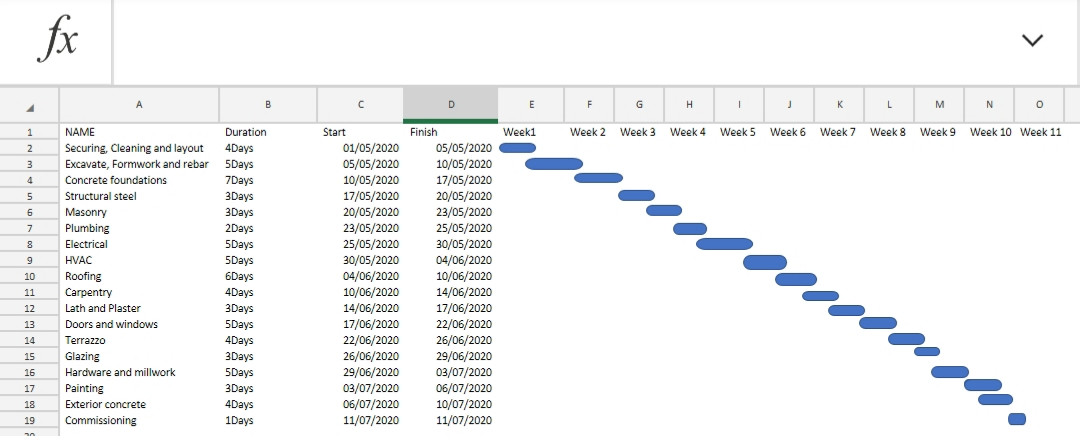 fx
A B C D E F G H I J K L M N O
1 NAME Duration Start Finish Week1 Week 2 Week 3 Week 4 Week 5 Week 6 Week 7 Week 8 Week 9 Week 10 Week 11
2 Securing, Cleaning and layout 4Days 01/05/2020 05/05/2020
3 Excavate, Formwork and rebar 5Days 05/05/2020 10/05/2020
4 Concrete foundations 7Days 10/05/2020 17/05/2020
5 Structural steel 3Days 17/05/2020 20/05/2020
6 Masonry 3Days 20/05/2020 23/05/2020
7 Plumbing 2Days 23/05/2020 25/05/2020
8 Electrical 5Days 25/05/2020 30/05/2020
9 HVAC 5Days 30/05/2020 04/06/2020
10 Roofing 6Days 04/06/2020 10/06/2020
11 Carpentry 4Days 10/06/2020 14/06/2020
12 Lath and Plaster 3Days 14/06/2020 17/06/2020
13 Doors and windows 5Days 17/06/2020 22/06/2020
14 Terrazzo 4Days 22/06/2020 26/06/2020
15 Glazing 3Days 26/06/2020 29/06/2020
16 Hardware and millwork 5Days 29/06/2020 03/07/2020
17 Painting 3Days 03/07/2020 06/07/2020
18 Exterior concrete 4Days 06/07/2020 10/07/2020
19 Commissioning 1Days 11/07/2020 11/07/2020